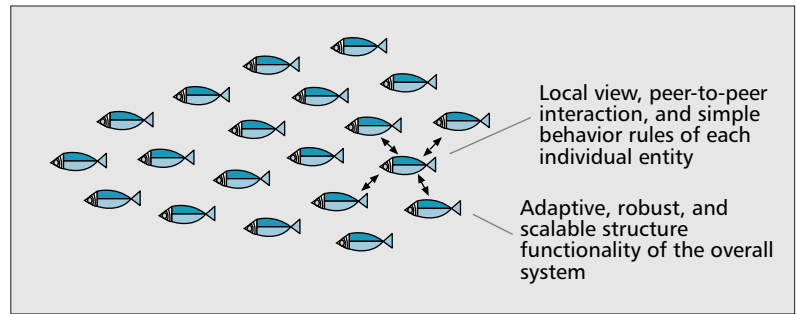 Local view, peer-to-peer
interaction, and simple
behavior rules of each
individual entity
Adaptive, robust, and
scalable structure
functionality of the overall
system